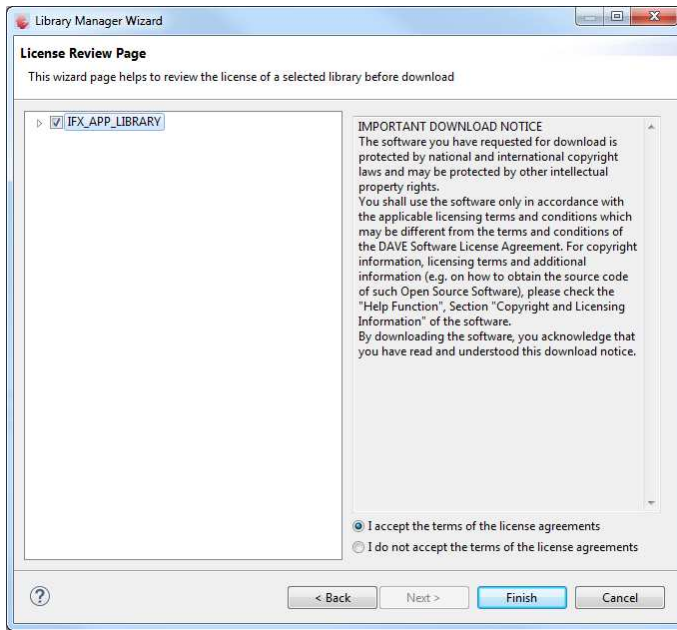 Library Manager Wizard
License Review Page
This wizard page helps to review the license of a selected library before download
IFX_APP_LIBRARY
IMPORTANT DOWNLOAD NOTICE
The software you have requested for download is
protected by national and international copyright
laws and may be protected by other intellectual
property rights.
You shall use the software only in accordance with
the applicable licensing terms and conditions which
may be different from the terms and conditions of
the DAVE Software License Agreement. For copyright
information, licensing terms and additional
information (e.g. on how to obtain the source code
of such Open Source Software), please check the
"Help Function", Section "Copyright and Licensing
Information" of the software.
By downloading the software, you acknowledge that
you have read and understood this download notice.
I accept the terms of the license agreements
I do not accept the terms of the license agreements
?
< Back
Next >
Finish
Cancel